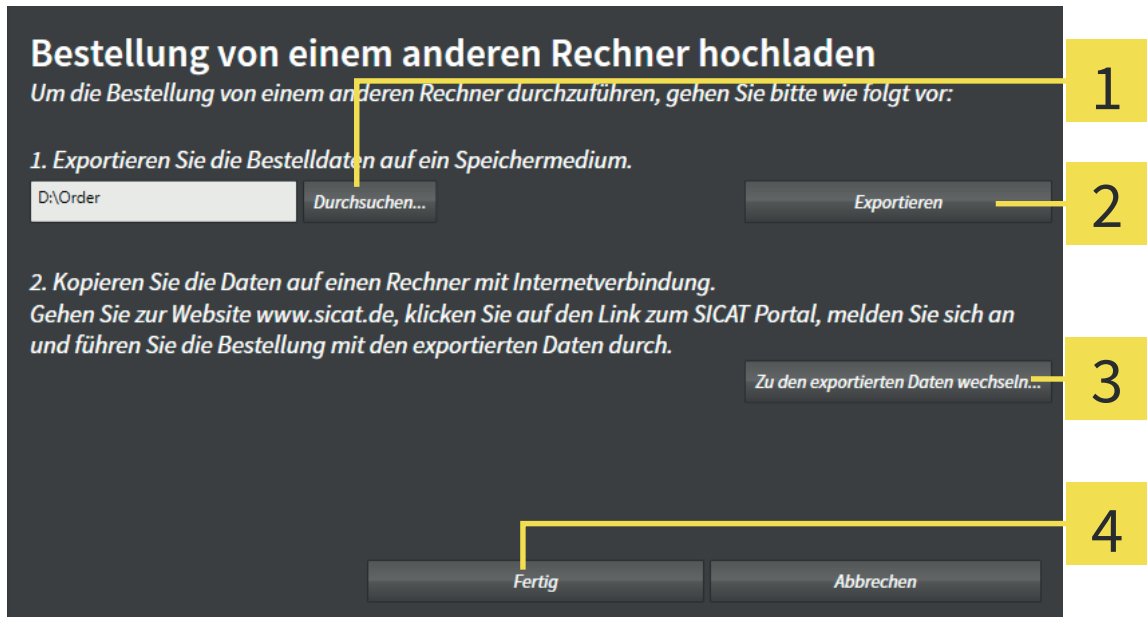 Bestellung von einem anderen Rechner hochladen
Um die Bestellung von einem anderen Rechner durchzuführen, gehen Sie bitte wie folgt vor:
1
1. Exportieren Sie die Bestelldaten auf ein Speichermedium.
D:\Order
Durchsuchen...
Exportieren
2
2. Kopieren Sie die Daten auf einen Rechner mit Internetverbindung.
Gehen Sie zur Website www.sicat.de, klicken Sie auf den Link zum SICAT Portal, melden Sie sich an
und führen Sie die Bestellung mit den exportierten Daten durch.
Zu den exportierten Daten wechseln...
3
4
Fertig
Abbrechen